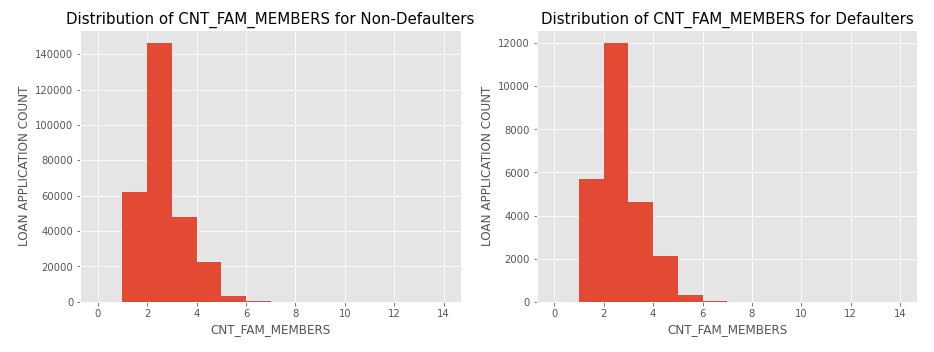 Distribution of CNT_FAM_MEMBERS for Non-Defaulters
LOAN APPLICATION COUNT
140000
120000
100000
80000
60000
40000
20000
0
0 2 4 6 8 10 12 14
CNT_FAM_MEMBERS
Distribution of CNT_FAM_MEMBERS for Defaulters
LOAN APPLICATION COUNT
12000
10000
8000
6000
4000
2000
0
0 2 4 6 8 10 12 14
CNT_FAM_MEMBERS